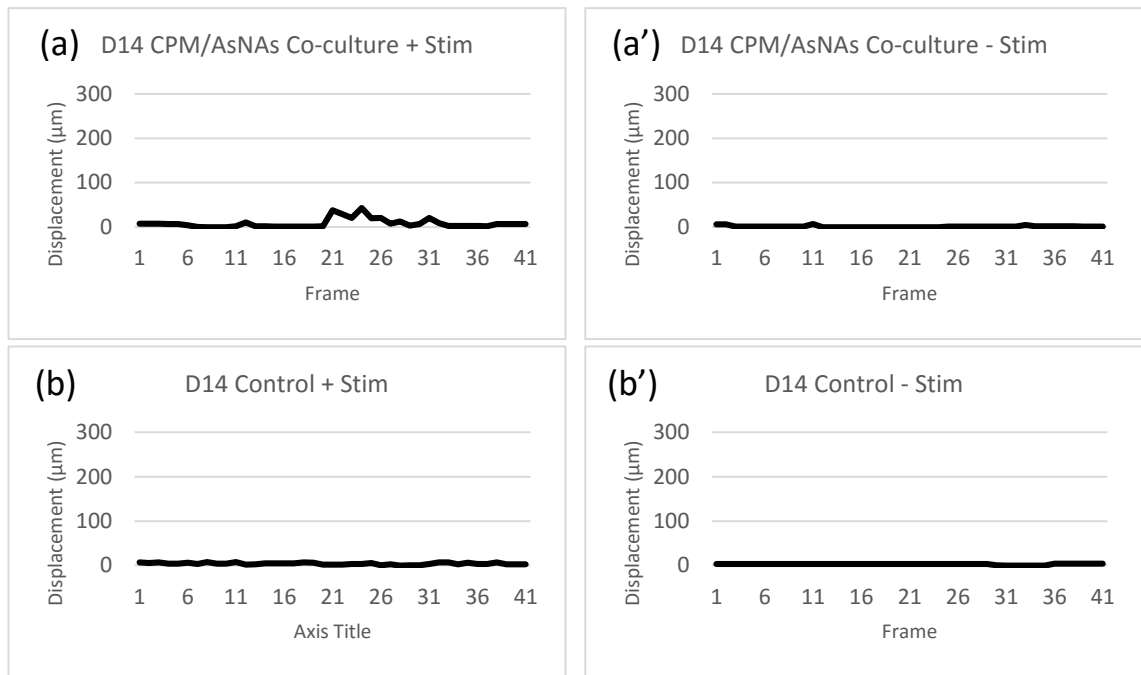 (a) D14 CPM/AsNAs Co-culture + Stim
Displacement (µm)
300
200
100
0
1 6 11 16 21 26 31 36 41
Frame
(a’) D14 CPM/AsNAs Co-culture - Stim
Displacement (µm)
300
200
100
0
1 6 11 16 21 26 31 36 41
Frame
(b) D14 Control + Stim
Displacement (µm)
300
200
100
0
1 6 11 16 21 26 31 36 41
Axis Title
(b’) D14 Control - Stim
Displacement (µm)
300
200
100
0
1 6 11 16 21 26 31 36 41
Frame